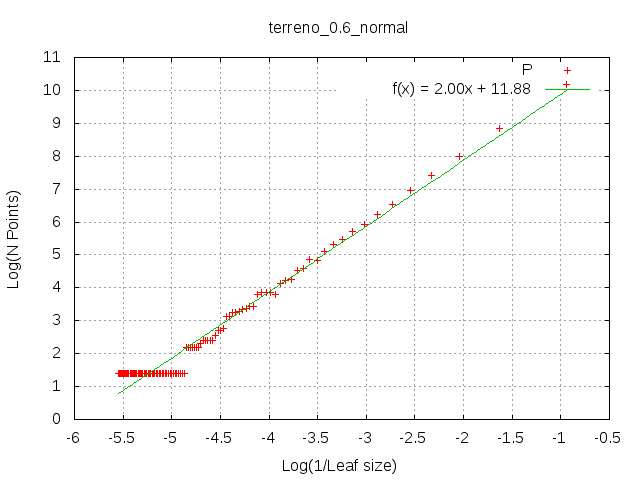 terreno_0.6_normal
P
f(x) = 2.00x + 11.88
11
10
9
8
7
6
5
4
3
2
1
0
Log(N Points)
-6 -5.5 -5 -4.5 -4 -3.5 -3 -2.5 -2 -1.5 -1 -0.5
Log(1/Leaf size)